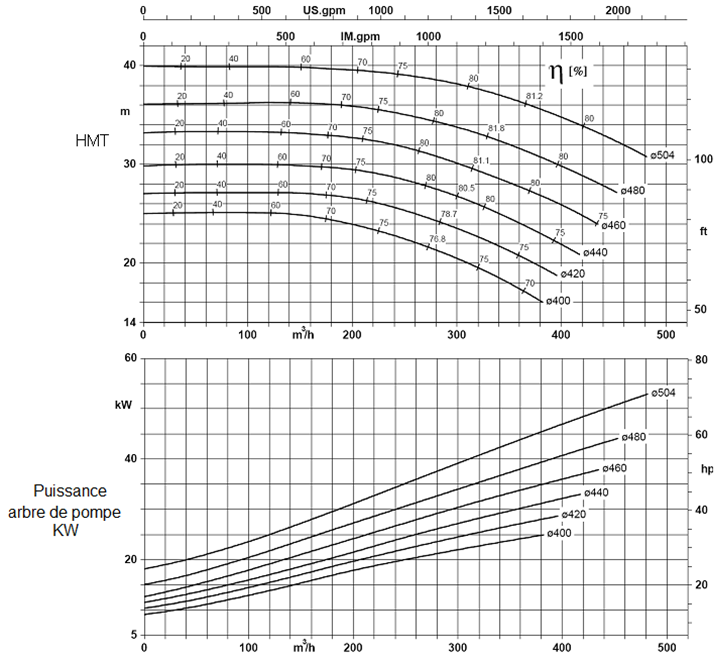 0 500 US.gpm 1000 1500 2000
0 500 IM.gpm 1000 1500
40 20 40 60 70 75 80 81.2 80 ø504
η [%]
m 20 40 60 70 75 80 81.8 80 ø480
HMT
20 40 60 70 75 80 81.1 80 75 ø460
30 20 40 60 70 75 80 80.5 80 75 ø440 100
20 40 60 70 75 78.7 75 ø420 ft
20 40 60 70 75 76.8 75 70 ø400
20
14 50
0 100 m³/h 200 300 400 500
60 80
kW ø504
60
ø480
40 ø460 hp
Puissance
arbre de pompe
KW
ø440 40
ø420
ø400
20 20
5
0 100 m³/h 200 300 400 500